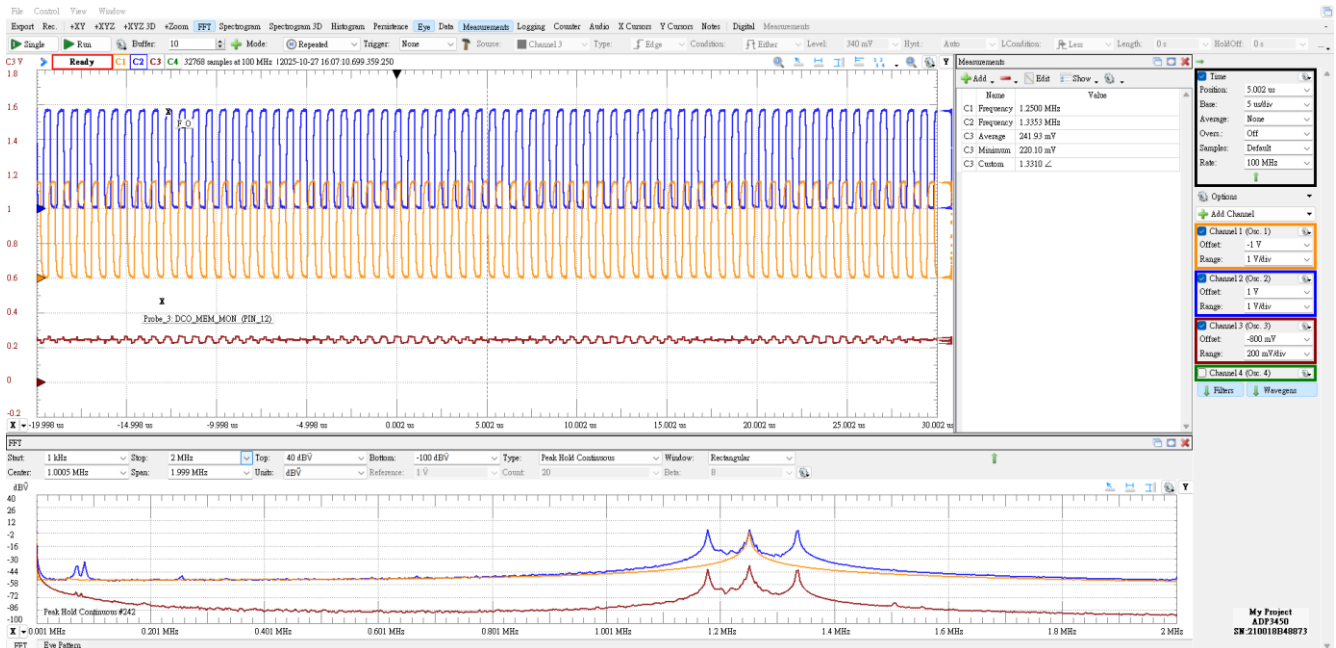 File Control View Window
Export Rec. +XY +XYZ +XYZ 3D +Zoom FFT Spectrogram Spectrogram 3D Histogram Persistence Eye Data Measurements Logging Counter Audio X Cursors Y Cursors Notes Digital Measurements
Single Run Buffer: 10 Mode: Repeated Trigger: None Source: Channel 3 Type: Edge Condition: Either Level: 340 mV Hyst.: Auto LCondition: Less Length: 0 s HoldOff: 0 s
C3 V Ready C1 C2 C3 C4 32768 samples at 100 MHz | 2025-10-27 16:07:10.699.359.250 Y
1.8
1.6
1.4
1.2
1
0.8
0.6
0.4
0.2
0
-0.2
X
F_O
X
Probe_3: DCO_MEM_MON (PIN_12)
X -19.998 us -14.998 us -9.998 us -4.998 us 0.002 us 5.002 us 10.002 us 15.002 us 20.002 us 25.002 us 30.002 us
Measurements
Add Edit Show
Name Value
C1 Frequency 1.2500 MHz
C2 Frequency 1.3353 MHz
C3 Average 241.93 mV
C3 Minimum 220.10 mV
C3 Custom 1.3310 ∠
Time
Position: 5.002 us
Base: 5 us/div
Average: None
Overs.: Off
Samples: Default
Rate: 100 MHz
Options
Add Channel
Channel 1 (Osc. 1)
Offset: -1 V
Range: 1 V/div
Channel 2 (Osc. 2)
Offset: 1 V
Range: 1 V/div
Channel 3 (Osc. 3)
Offset: -800 mV
Range: 200 mV/div
Channel 4 (Osc. 4)
Filters Wavegens
FFT
Start: 1 kHz Stop: 2 MHz Top: 40 dBṼ Bottom: -100 dBṼ Type: Peak Hold Continuous Window: Rectangular
Center: 1.0005 MHz Span: 1.999 MHz Units: dBṼ Reference: 1 Ṽ Count: 20 Beta: 8
dBṼ Y
40
26
12
-2
-16
-30
-44
-58
-72
-86
-100
Peak Hold Continuous #242
X 0.001 MHz 0.201 MHz 0.401 MHz 0.601 MHz 0.801 MHz 1.001 MHz 1.2 MHz 1.4 MHz 1.6 MHz 1.8 MHz 2 MHz
FFT Eye Pattern
My Project
ADP3450
SN:210018B48873